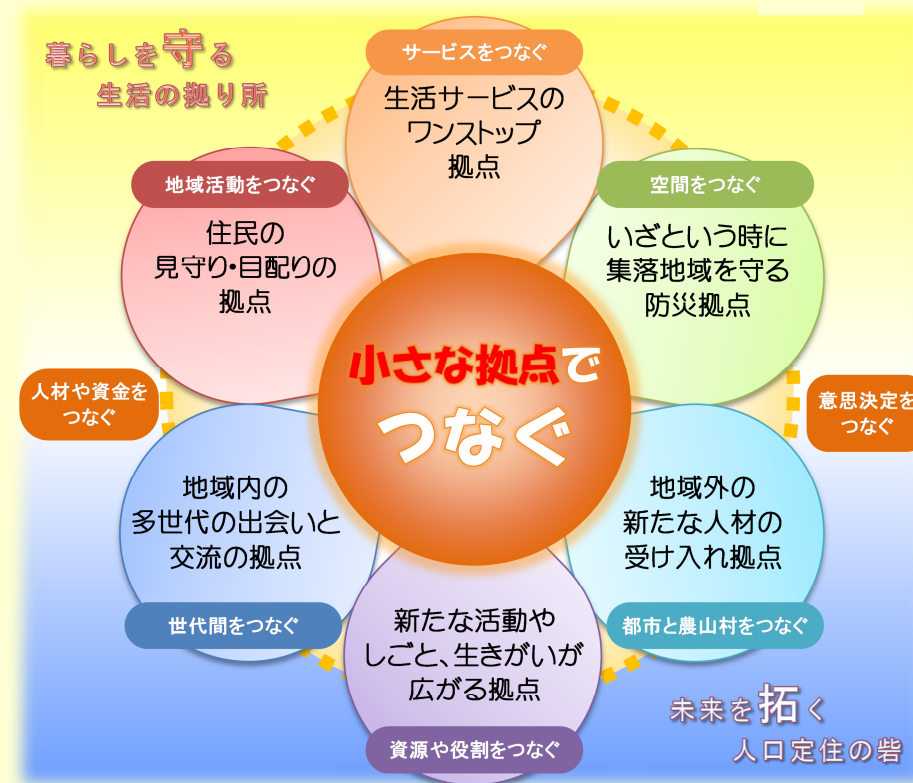 暮らしを守る
生活の拠り所
サービスをつなぐ
生活サービスの
ワンストップ
拠点
地域活動をつなぐ
住民の
見守り・目配りの
拠点
空間をつなぐ
いざという時に
集落地域を守る
防災拠点
小さな拠点で
つなぐ
人材や資金を
つなぐ
意思決定を
つなぐ
地域内の
多世代の出会いと
交流の拠点
世代間をつなぐ
地域外の
新たな人材の
受け入れ拠点
都市と農山村をつなぐ
新たな活動や
しごと、生きがいが
広がる拠点
資源や役割をつなぐ
未来を拓く
人口定住の砦